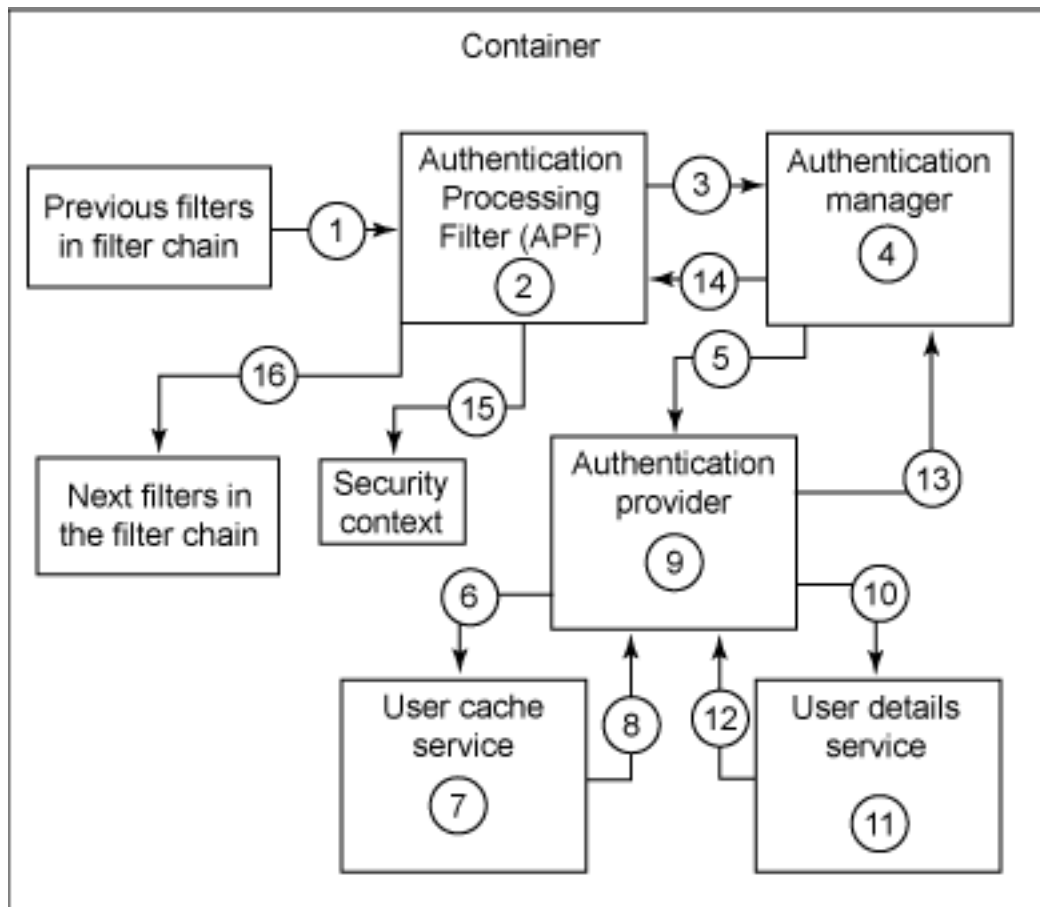 Container
Previous filters
in filter chain
1
Authentication
Processing
Filter (APF)
2
3
Authentication
manager
4
14
5
16
15
Next filters in
the filter chain
Security
context
Authentication
provider
9
13
6
10
User cache
service
7
8
12
User details
service
11